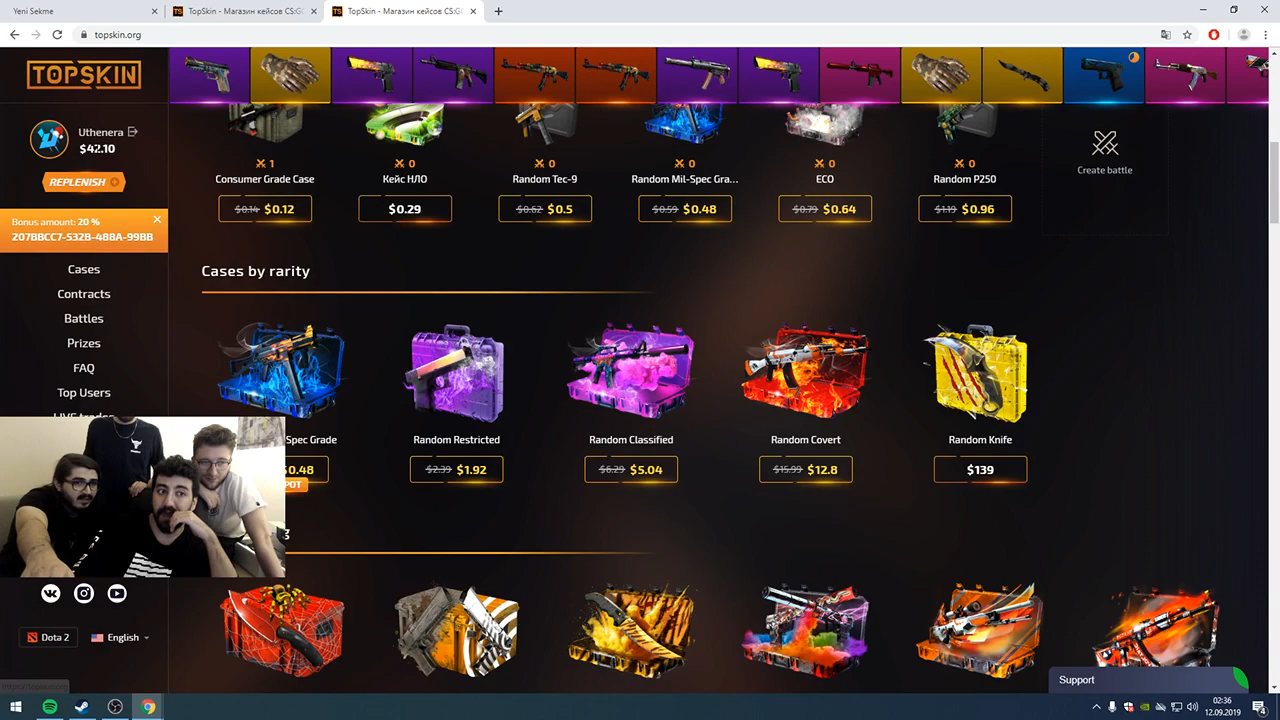 Yeni Sekme
TopSkin - Магазин кейсов CS:GO
TopSkin - Магазин кейсов CS:GO
topskin.org
TOPSKIN
Uthenera
$42.10
REPLENISH
Bonus amount: 20 %
207BBCC7-532B-48BA-99BB
Cases
Contracts
Battles
Prizes
FAQ
Top Users
1
0
0
0
0
0
Consumer Grade Case
Кейс НЛО
Random Tec-9
Random Mil-Spec Gra...
ECO
Random P250
Create battle
$0.14 $0.12
$0.29
$0.62 $0.5
$0.59 $0.48
$0.79 $0.64
$1.19 $0.96
Cases by rarity
Spec Grade
Random Restricted
Random Classified
Random Covert
Random Knife
$0.48
$2.39 $1.92
$6.29 $5.04
$15.99 $12.8
$139
Dota 2
English
Support
02:36
12.09.2019
4